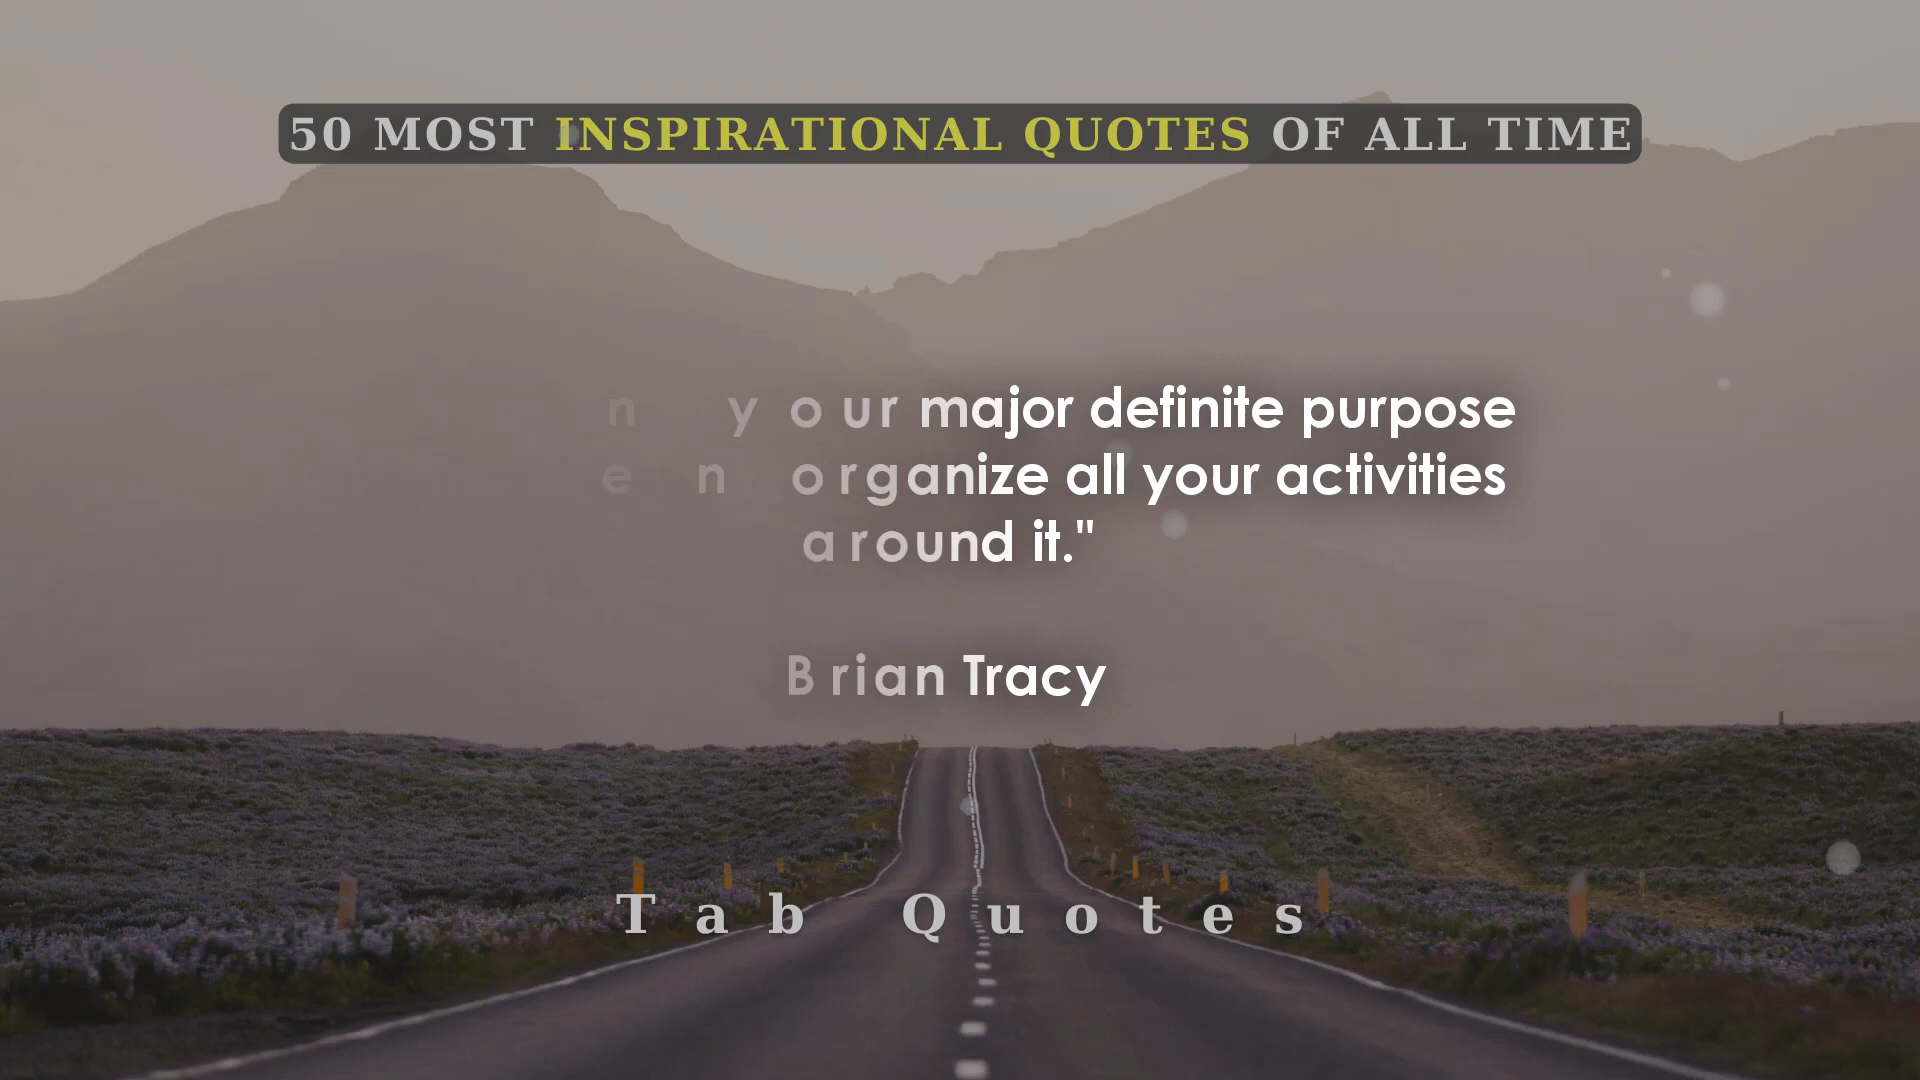 50 MOST INSPIRATIONAL QUOTES OF ALL TIME
your major definite purpose
organize all your activities
around it."
Brian Tracy
Tab Quotes